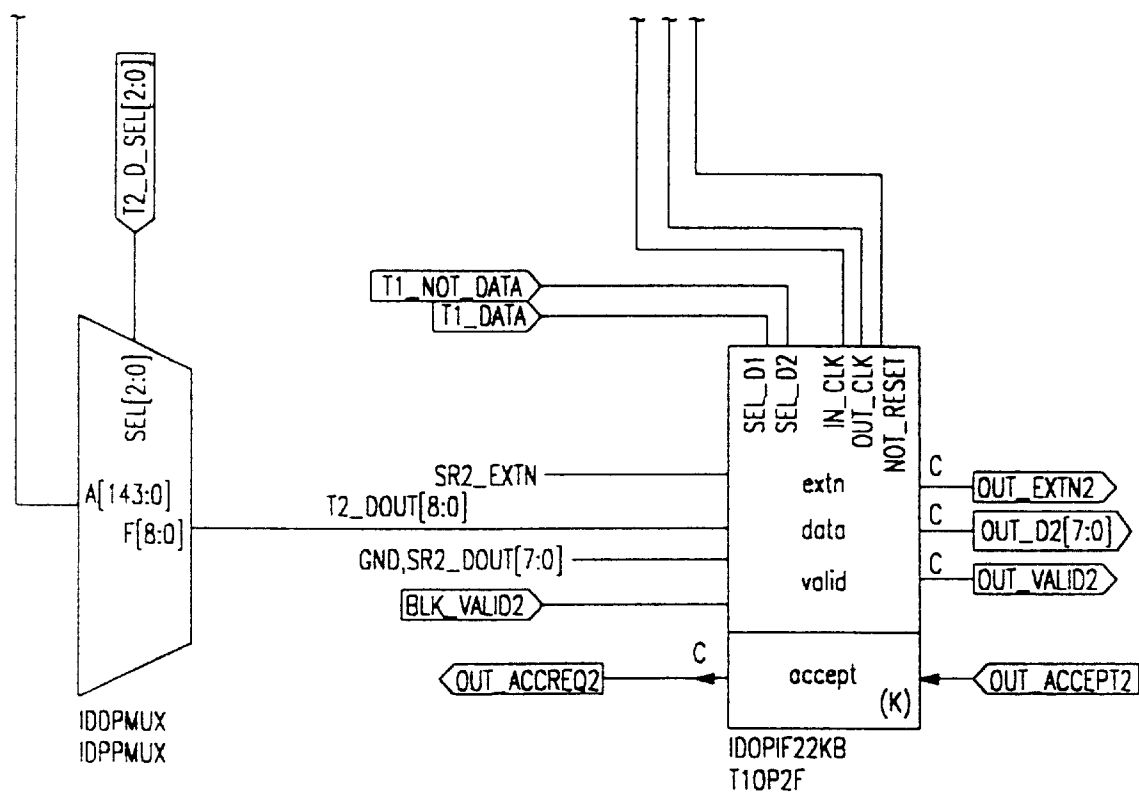 T2_D_SEL[2:0]
T1_NOT_DATA
T1_DATA
SEL[2:0]
SEL_D1
SEL_D2
IN_CLK
OUT_CLK
NOT_RESET
A[143:0]
F[8:0]
SR2_EXTN
extn
C
OUT_EXTN2
T2_DOUT[8:0]
data
C
OUT_D2[7:0]
GND,SR2_DOUT[7:0]
valid
C
OUT_VALID2
BLK_VALID2
OUT_ACCREQ2
C
accept
OUT_ACCEPT2
(K)
IDDPMUX
IDPPMUX
IDOPIF22KB
T1OP2F